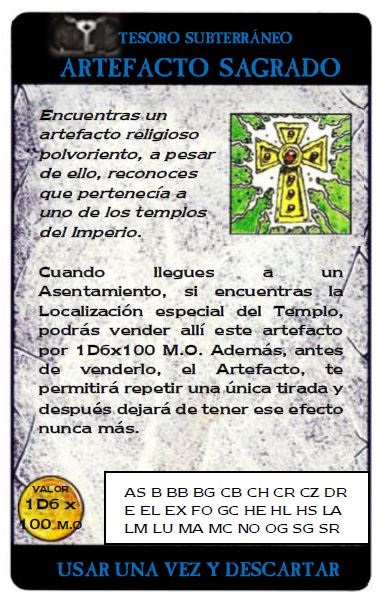 TESORO SUBTERRÁNEO
ARTEFACTO SAGRADO
Encuentras un
artefacto religioso
polvoriento, a pesar
de ello, reconoces
que pertenecía a
uno de los templos
del Imperio.
Cuando llegues a un
Asentamiento, si encuentras la
Localización especial del Templo,
podrás vender allí este artefacto
por 1D6x100 M.O. Además, antes
de venderlo, el Artefacto, te
permitirá repetir una única tirada y
después dejará de tener ese efecto
nunca más.
VALOR
1D6 x
100 M.O
AS B BB BG CB CH CR CZ DR
E EL EX FO GC HE HL HS LA
LM LU MA MC NO OG SG SR
USAR UNA VEZ Y DESCARTAR